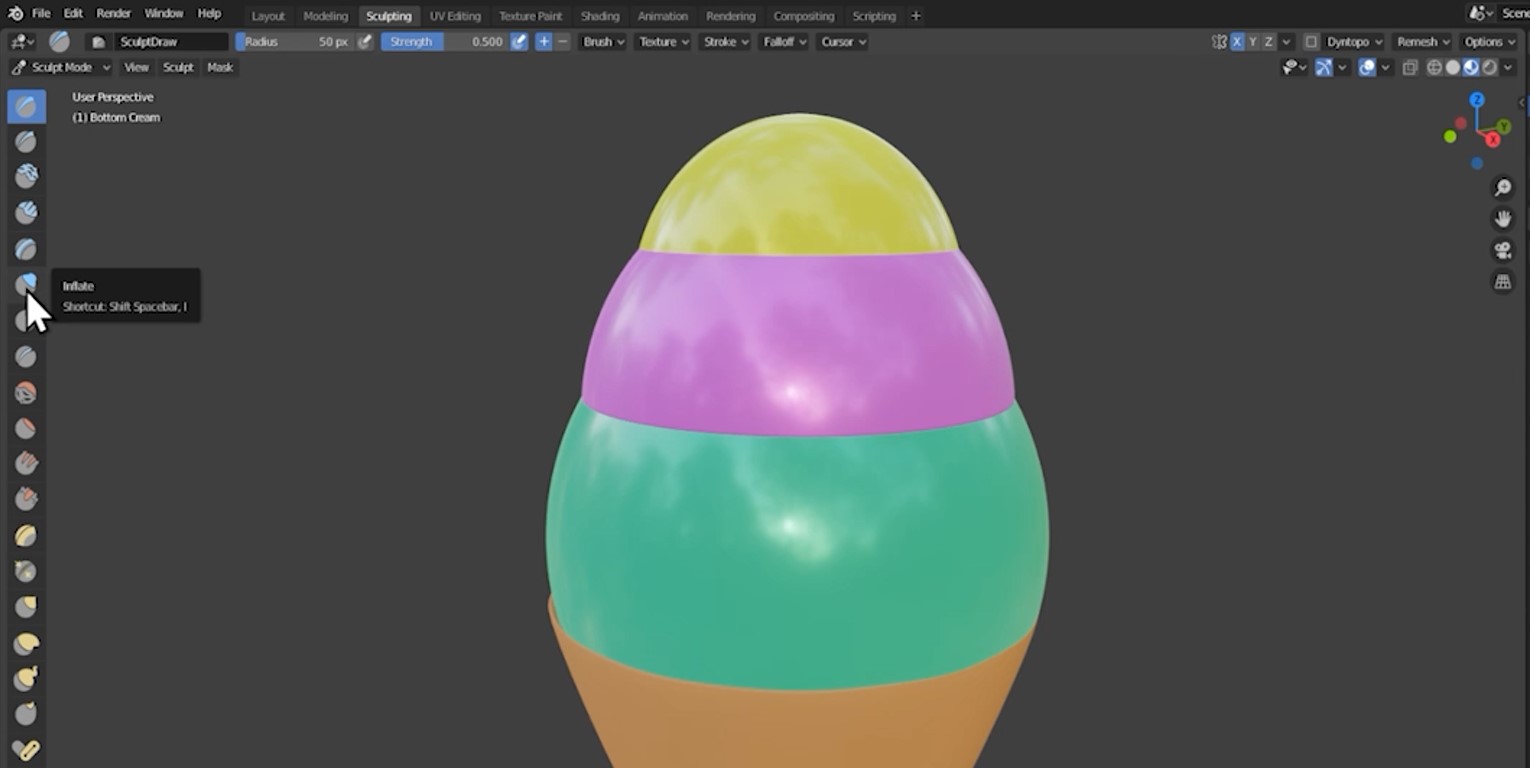 File Edit Render Window Help Layout Modeling Sculpting UV Editing Texture Paint Shading Animation Rendering Compositing Scripting + Scene
SculptDraw Radius 50 px Strength 0.500 Brush Texture Stroke Falloff Cursor X Y Z Dyntopo Remesh Options
Sculpt Mode View Sculpt Mask
User Perspective
(1) Bottom Cream
Z
Y
X
Inflate
Shortcut: Shift Spacebar, I